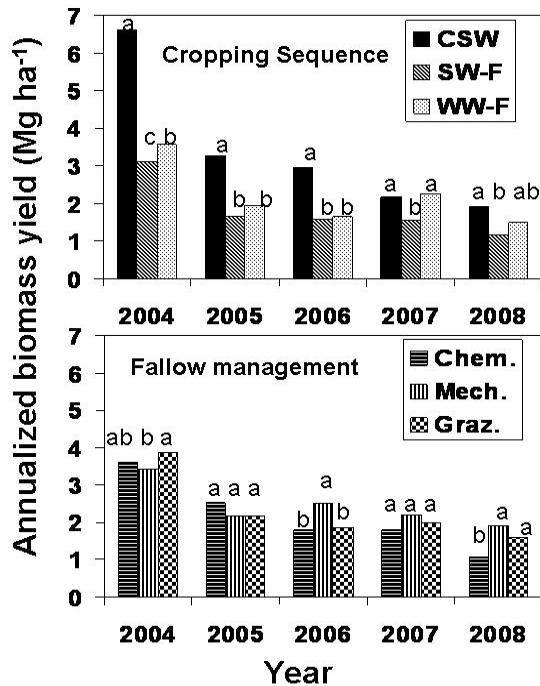 Annualized biomass yield (Mg ha⁻¹)
7
6
5
4
3
2
1
0
Cropping Sequence
CSW
SW-F
WW-F
a
c b
a
b b
a
b b
a
b
a
a b ab
2004 2005 2006 2007 2008
7
6
5
4
3
2
1
0
Fallow management
Chem.
Mech.
Graz.
ab b a
a a a
b
a
b
a a a
b
a
a
2004 2005 2006 2007 2008
Year